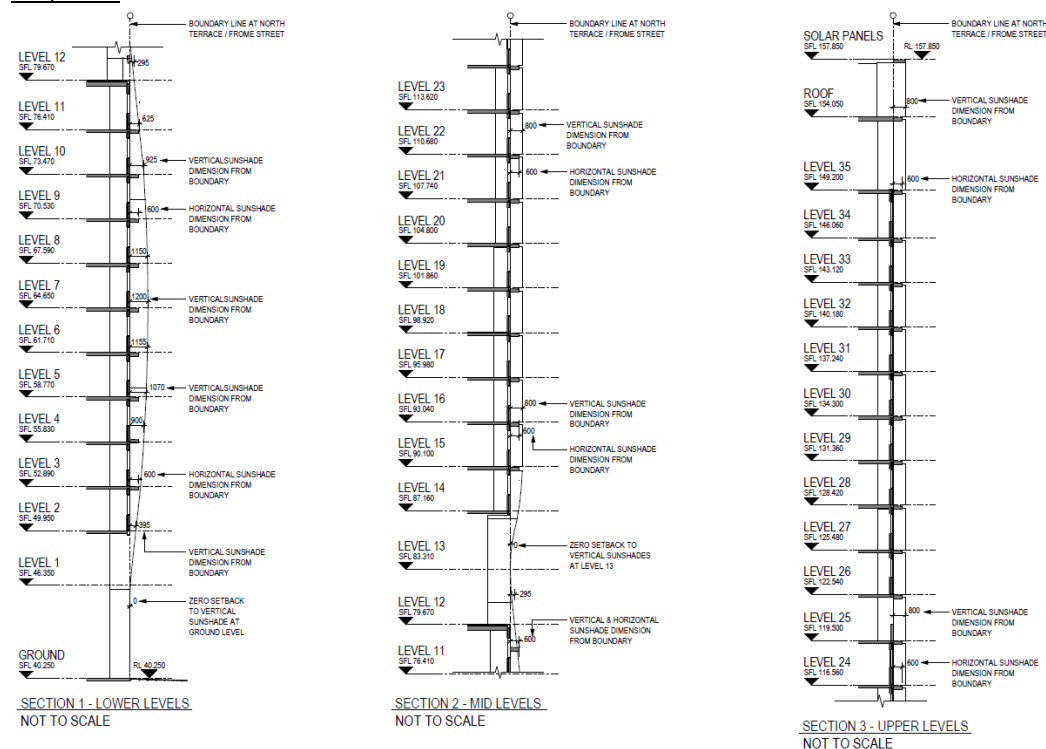 BOUNDARY LINE AT NORTH
TERRACE / FROME STREET
LEVEL 12
SFL 79.670
295
LEVEL 11
SFL 76.410
625
LEVEL 10
SFL 73.470
925
VERTICALSUNSHADE
DIMENSION FROM
BOUNDARY
LEVEL 9
SFL 70.530
600
HORIZONTAL SUNSHADE
DIMENSION FROM
BOUNDARY
LEVEL 8
SFL 67.590
1150
LEVEL 7
SFL 64.650
1200
VERTICALSUNSHADE
DIMENSION FROM
BOUNDARY
LEVEL 6
SFL 61.710
1155
LEVEL 5
SFL 58.770
1070
VERTICALSUNSHADE
DIMENSION FROM
BOUNDARY
LEVEL 4
SFL 55.830
900
LEVEL 3
SFL 52.890
600
HORIZONTAL SUNSHADE
DIMENSION FROM
BOUNDARY
LEVEL 2
SFL 49.950
395
VERTICAL SUNSHADE
DIMENSION FROM
BOUNDARY
LEVEL 1
SFL 46.350
0
ZERO SETBACK
TO VERTICAL
SUNSHADE AT
GROUND LEVEL
GROUND
SFL 40.250
RL 40.250
SECTION 1 - LOWER LEVELS
NOT TO SCALE
BOUNDARY LINE AT NORTH
TERRACE / FROME STREET
LEVEL 23
SFL 113.620
LEVEL 22
SFL 110.680
800
VERTICAL SUNSHADE
DIMENSION FROM
BOUNDARY
LEVEL 21
SFL 107.740
600
HORIZONTAL SUNSHADE
DIMENSION FROM
BOUNDARY
LEVEL 20
SFL 104.800
LEVEL 19
SFL 101.860
LEVEL 18
SFL 98.920
LEVEL 17
SFL 95.980
LEVEL 16
SFL 93.040
800
VERTICAL SUNSHADE
DIMENSION FROM
BOUNDARY
LEVEL 15
SFL 90.100
600
HORIZONTAL SUNSHADE
DIMENSION FROM
BOUNDARY
LEVEL 14
SFL 87.160
LEVEL 13
SFL 83.310
0
ZERO SETBACK TO
VERTICAL SUNSHADES
AT LEVEL 13
LEVEL 12
SFL 79.670
295
VERTICAL & HORIZONTAL
SUNSHADE DIMENSION
FROM BOUNDARY
600
LEVEL 11
SFL 76.410
SECTION 2 - MID LEVELS
NOT TO SCALE
BOUNDARY LINE AT NORTH
TERRACE / FROME STREET
SOLAR PANELS
SFL 157.850
RL 157.850
ROOF
SFL 154.050
800
VERTICAL SUNSHADE
DIMENSION FROM
BOUNDARY
LEVEL 35
SFL 149.200
600
HORIZONTAL SUNSHADE
DIMENSION FROM
BOUNDARY
LEVEL 34
SFL 146.060
LEVEL 33
SFL 143.120
LEVEL 32
SFL 140.180
LEVEL 31
SFL 137.240
LEVEL 30
SFL 134.300
LEVEL 29
SFL 131.360
LEVEL 28
SFL 128.420
LEVEL 27
SFL 125.480
LEVEL 26
SFL 122.540
LEVEL 25
SFL 119.500
800
VERTICAL SUNSHADE
DIMENSION FROM
BOUNDARY
LEVEL 24
SFL 116.560
600
HORIZONTAL SUNSHADE
DIMENSION FROM
BOUNDARY
SECTION 3 - UPPER LEVELS
NOT TO SCALE